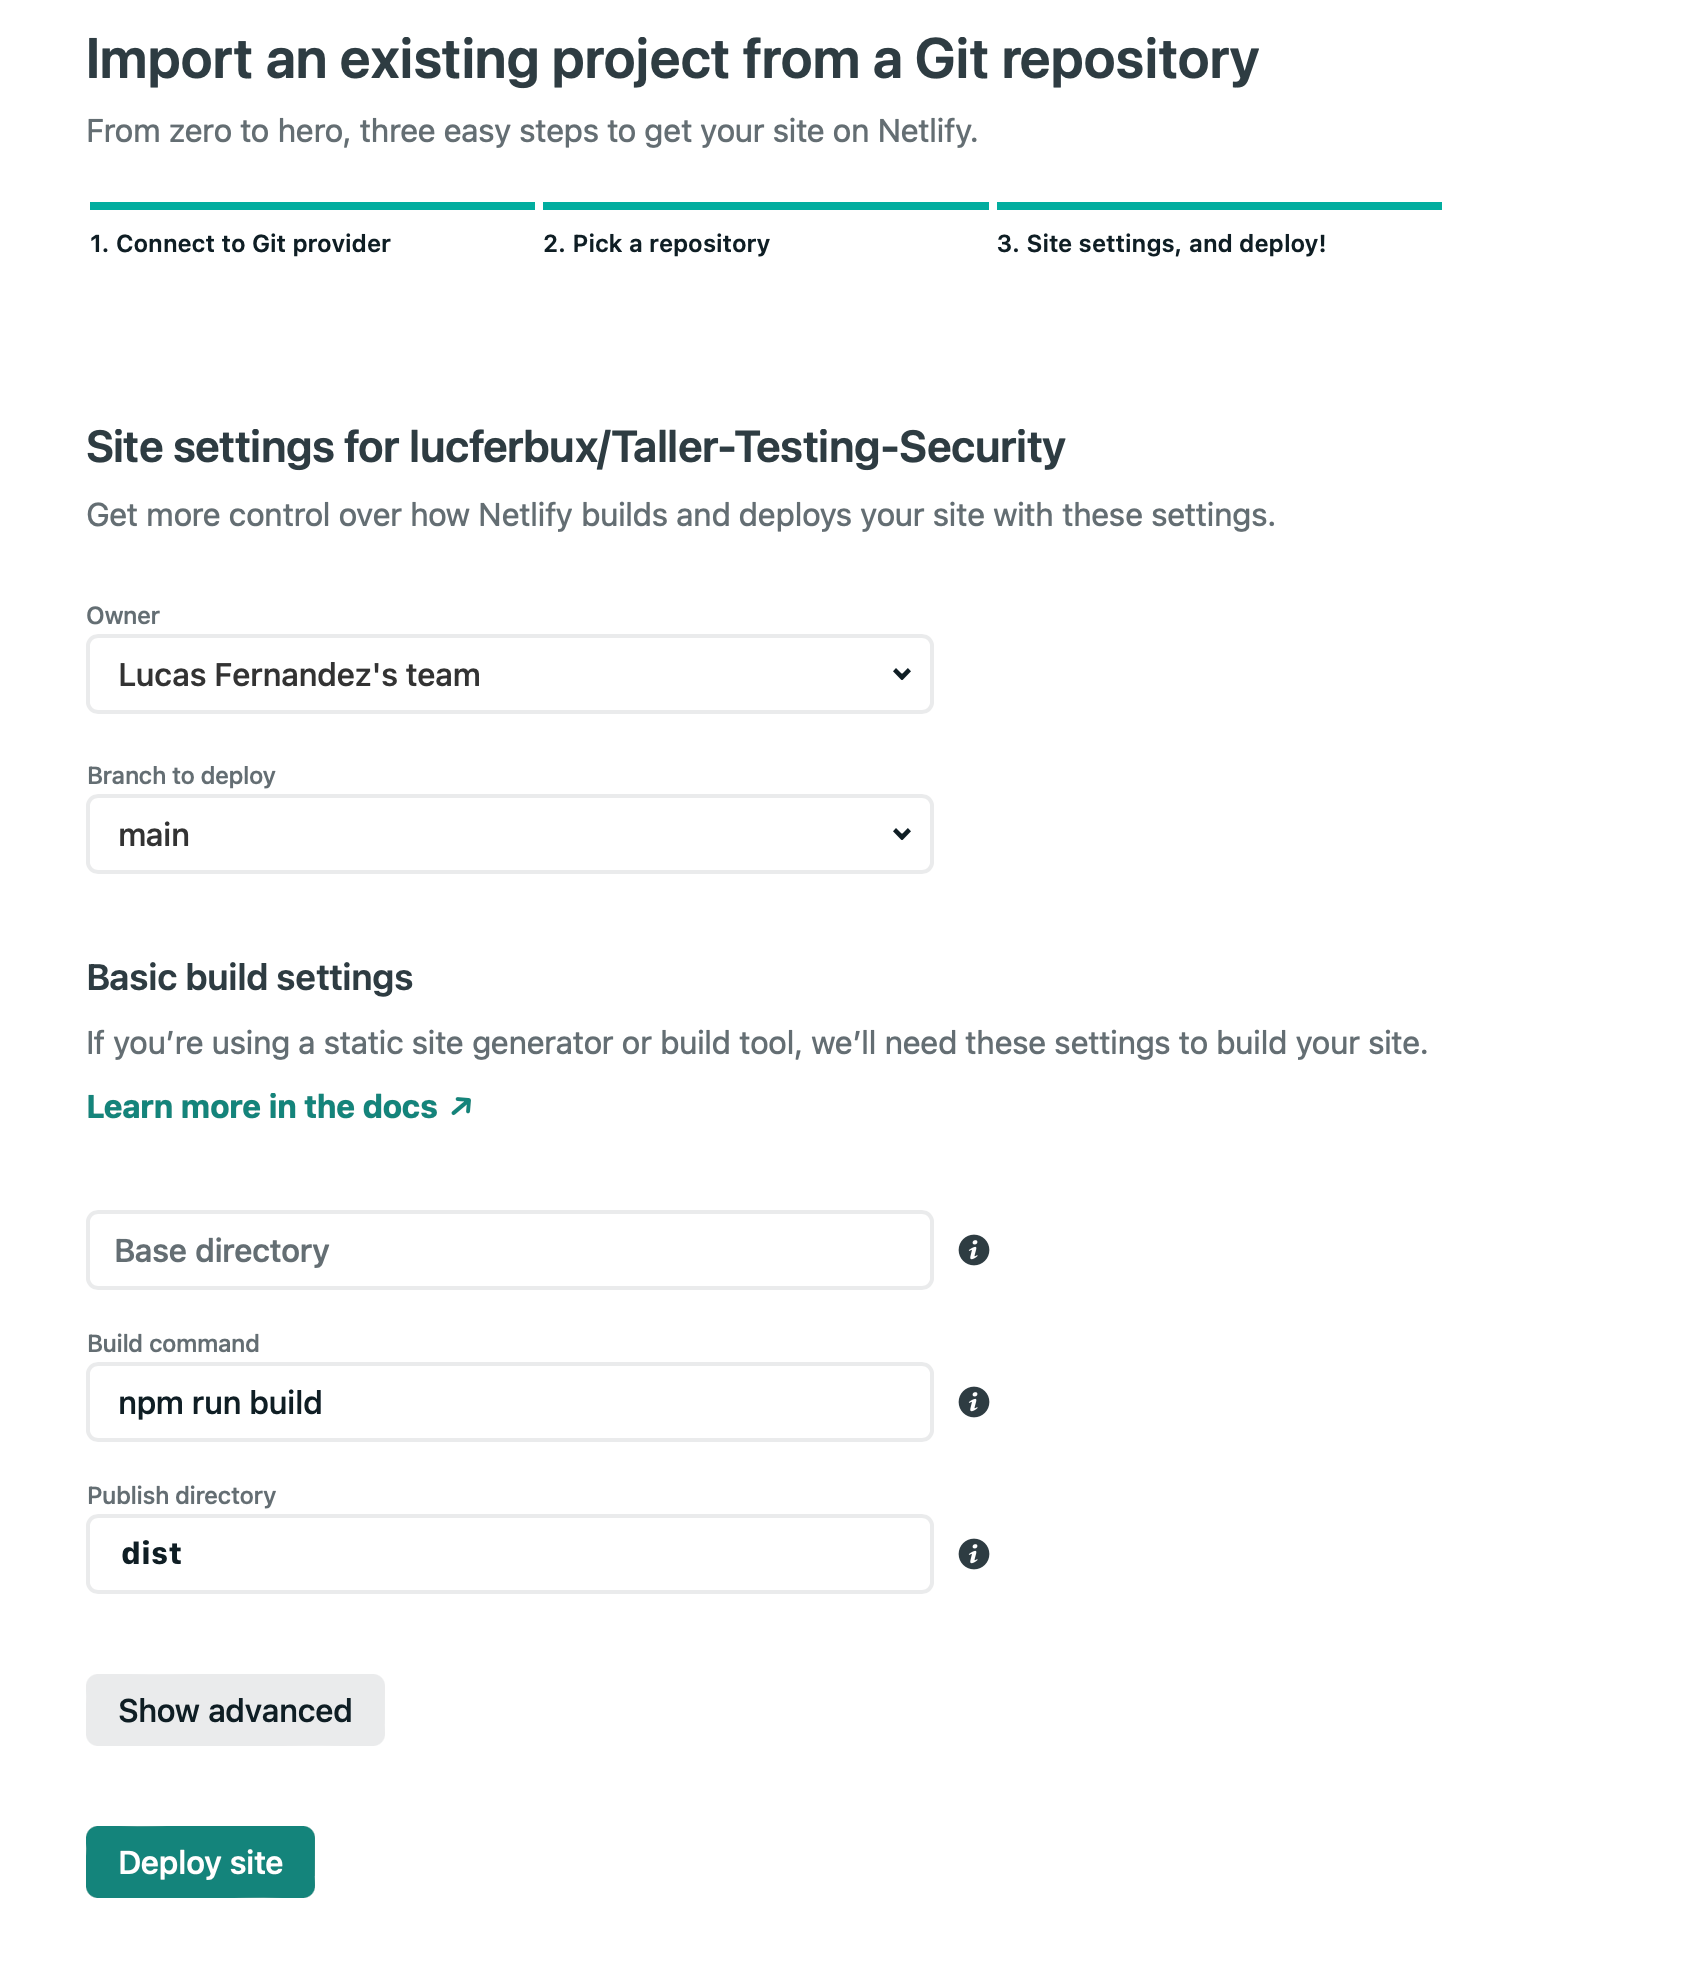 Import an existing project from a Git repository
From zero to hero, three easy steps to get your site on Netlify.
1. Connect to Git provider
2. Pick a repository
3. Site settings, and deploy!
Site settings for lucferbux/Taller-Testing-Security
Get more control over how Netlify builds and deploys your site with these settings.
Owner
Lucas Fernandez's team
Branch to deploy
main
Basic build settings
If you’re using a static site generator or build tool, we’ll need these settings to build your site.
Learn more in the docs ↗
Base directory
Build command
npm run build
Publish directory
dist
Show advanced
Deploy site